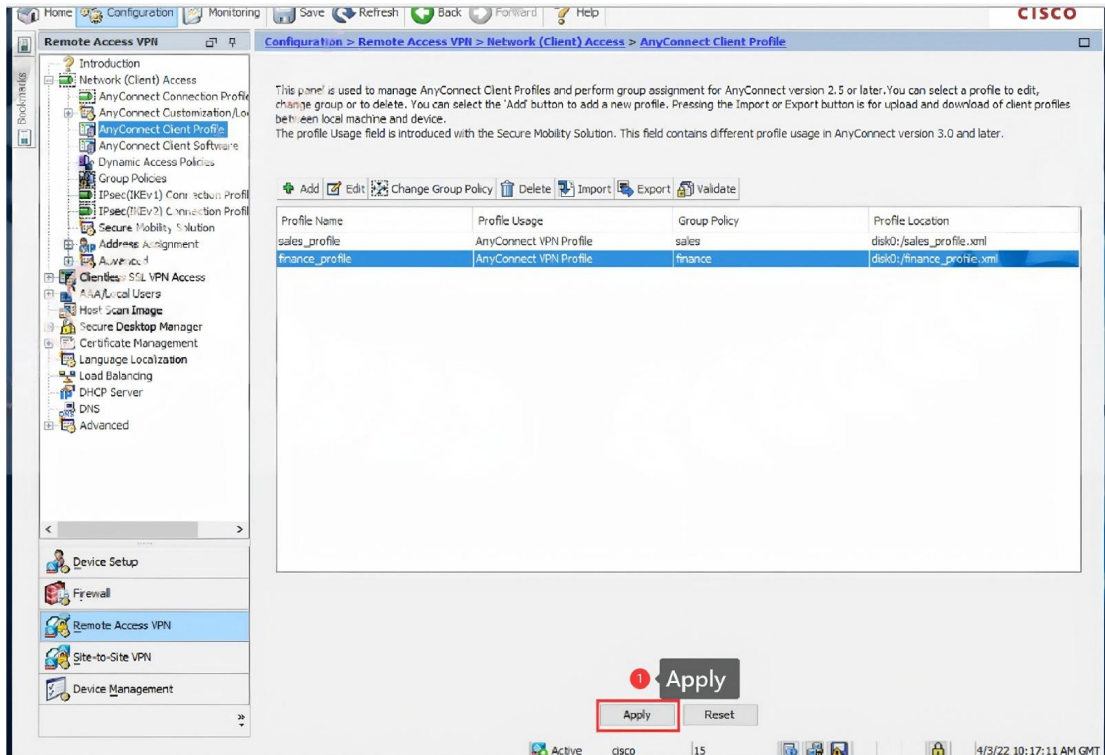 Home Configuration Monitoring Save Refresh Back Forward Help
CISCO
Bookmarks
Remote Access VPN
Introduction
Network (Client) Access
AnyConnect Connection Profile
AnyConnect Customization/Lo
AnyConnect Client Profile
AnyConnect Client Software
Dynamic Access Policies
Group Policies
IPsec(IKEv1) Connection Profil
IPsec(IKEv2) Connection Profil
Secure Mobility Solution
Address Assignment
Advanced
Clientless SSL VPN Access
AAA/Local Users
Host Scan Image
Secure Desktop Manager
Certificate Management
Language Localization
Load Balancing
DHCP Server
DNS
Advanced
Device Setup
Firewall
Remote Access VPN
Site-to-Site VPN
Device Management
Configuration > Remote Access VPN > Network (Client) Access > AnyConnect Client Profile
This panel is used to manage AnyConnect Client Profiles and perform group assignment for AnyConnect version 2.5 or later.You can select a profile to edit,
change group or to delete. You can select the 'Add' button to add a new profile. Pressing the Import or Export button is for upload and download of client profiles
between local machine and device.
The profile Usage field is introduced with the Secure Mobility Solution. This field contains different profile usage in AnyConnect version 3.0 and later.
Add Edit Change Group Policy Delete Import Export Validate
Profile Name Profile Usage Group Policy Profile Location
sales_profile AnyConnect VPN Profile sales disk0:/sales_profile.xml
finance_profile AnyConnect VPN Profile finance disk0:/finance_profile.xml
1 Apply
Apply Reset
Active cisco 15 4/3/22 10:17:11 AM GMT